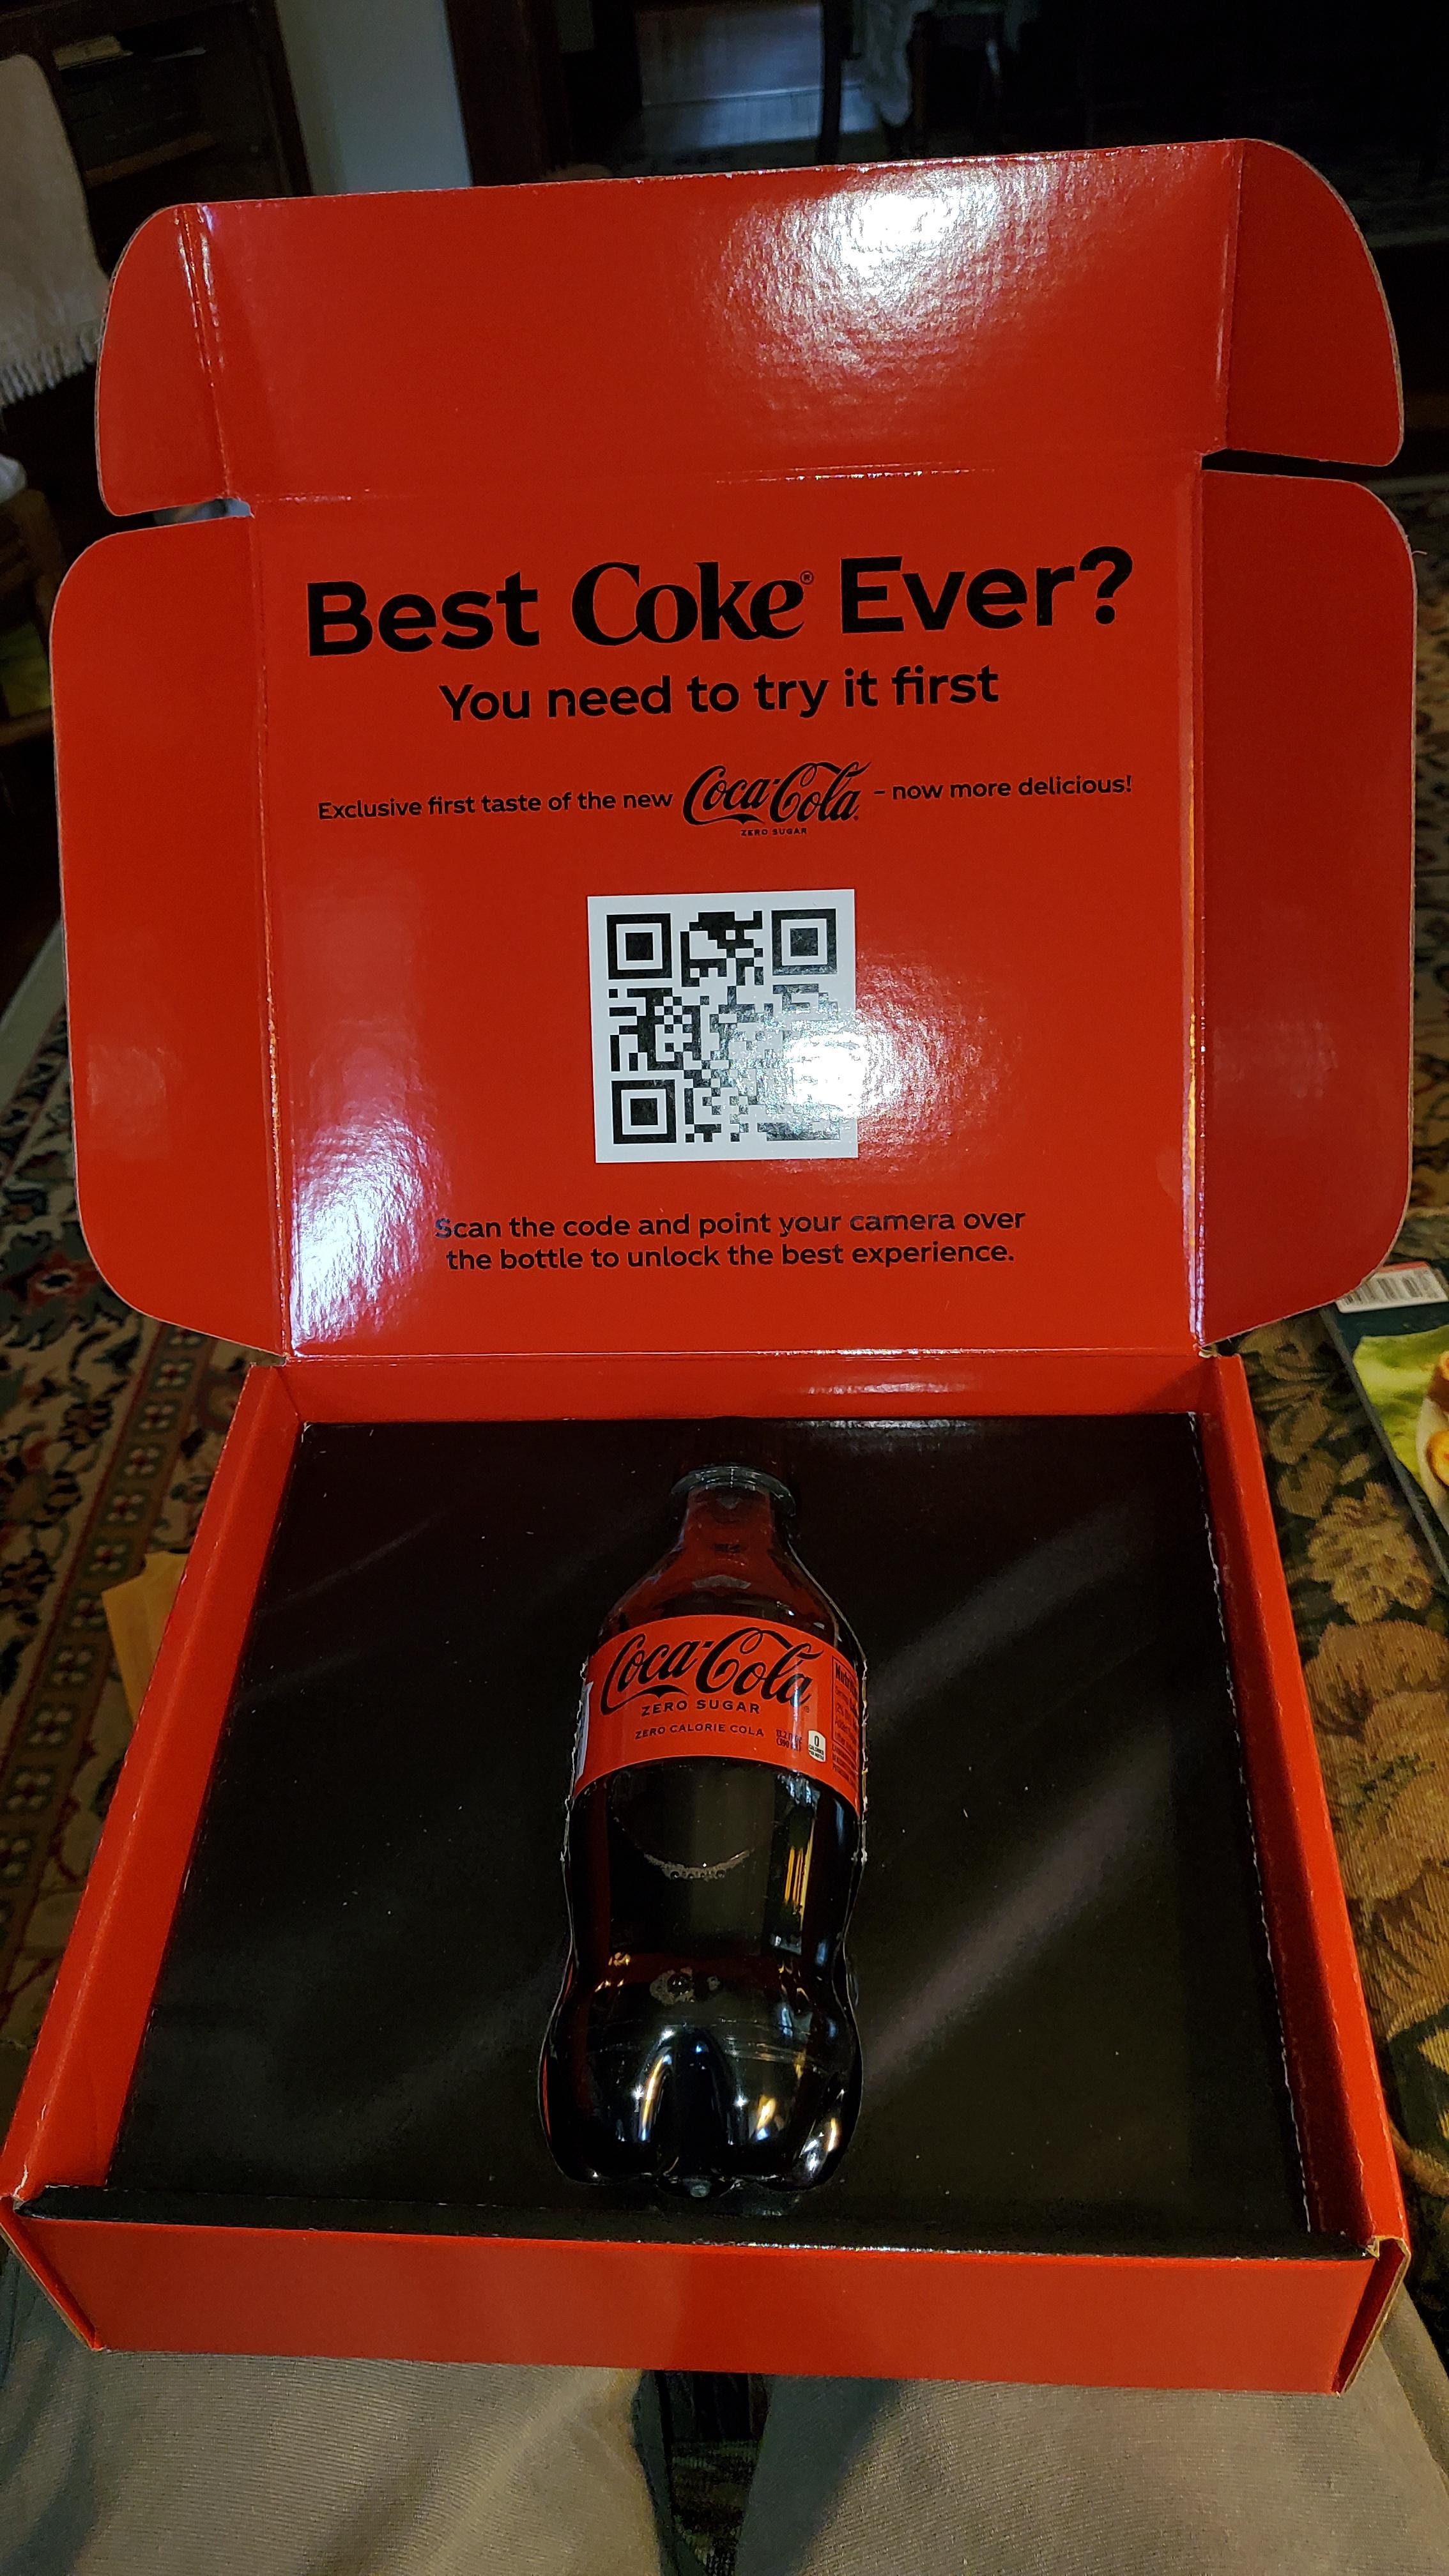 Best Coke® Ever?
You need to try it first
Exclusive first taste of the new Coca-Cola ZERO SUGAR – now more delicious!
Scan the code and point your camera over
the bottle to unlock the best experience.
Coca-Cola
ZERO SUGAR
ZERO CALORIE COLA
0